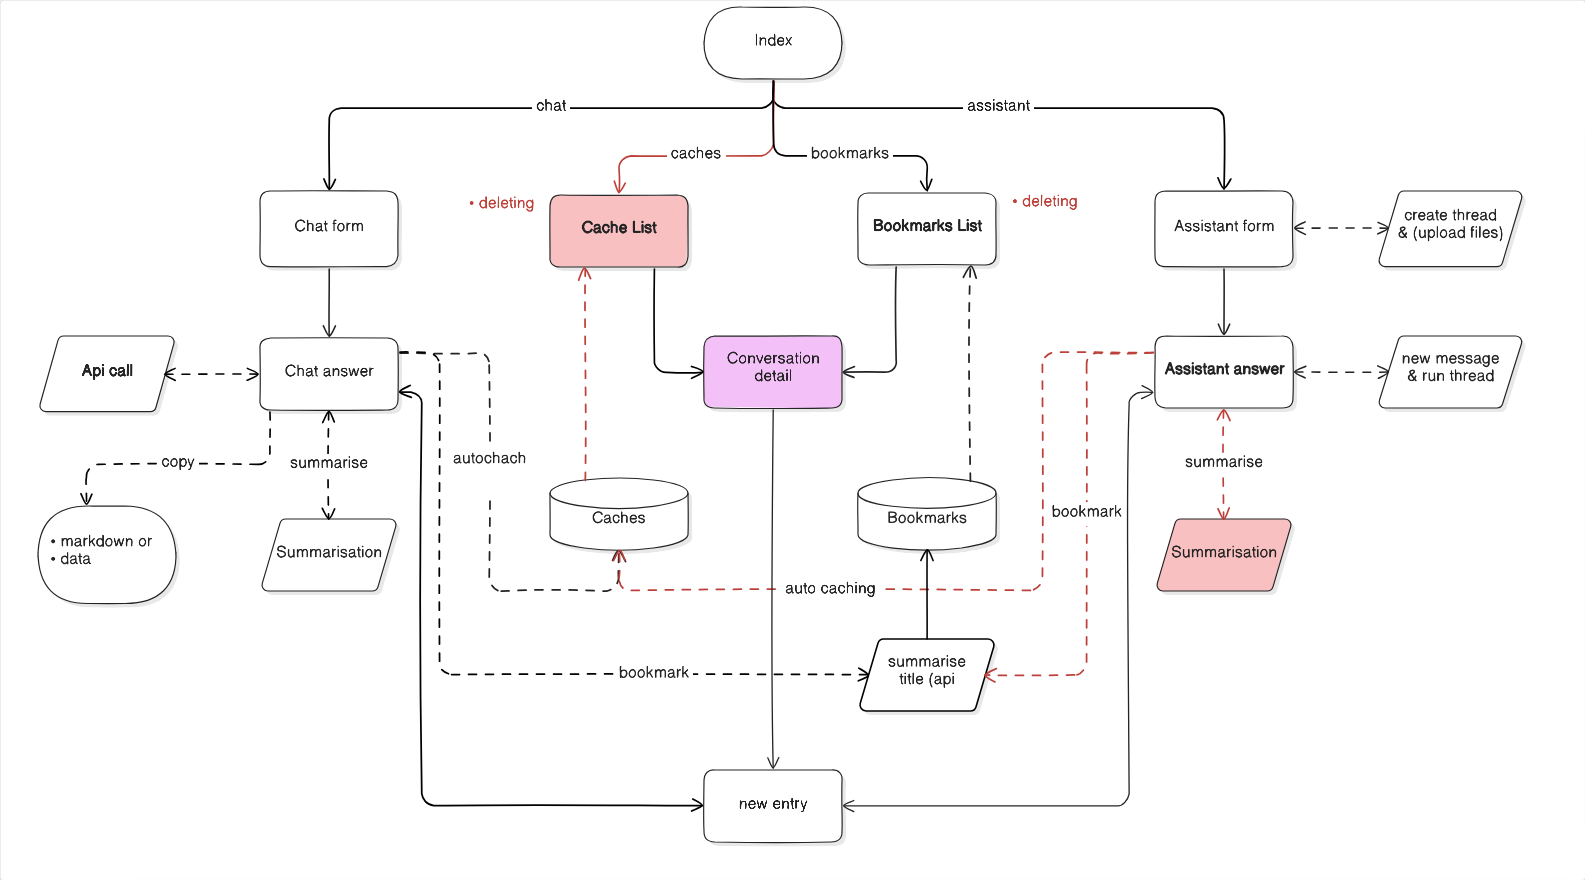 Index
chat
assistant
caches
bookmarks
• deleting
• deleting
Chat form
Cache List
Bookmarks List
Assistant form
create thread
& (upload files)
Api call
Chat answer
Conversation
detail
Assistant answer
new message
& run thread
copy
summarise
autochach
summarise
• markdown or
• data
Summarisation
Caches
Bookmarks
bookmark
Summarisation
auto caching
bookmark
summarise
title (api
new entry